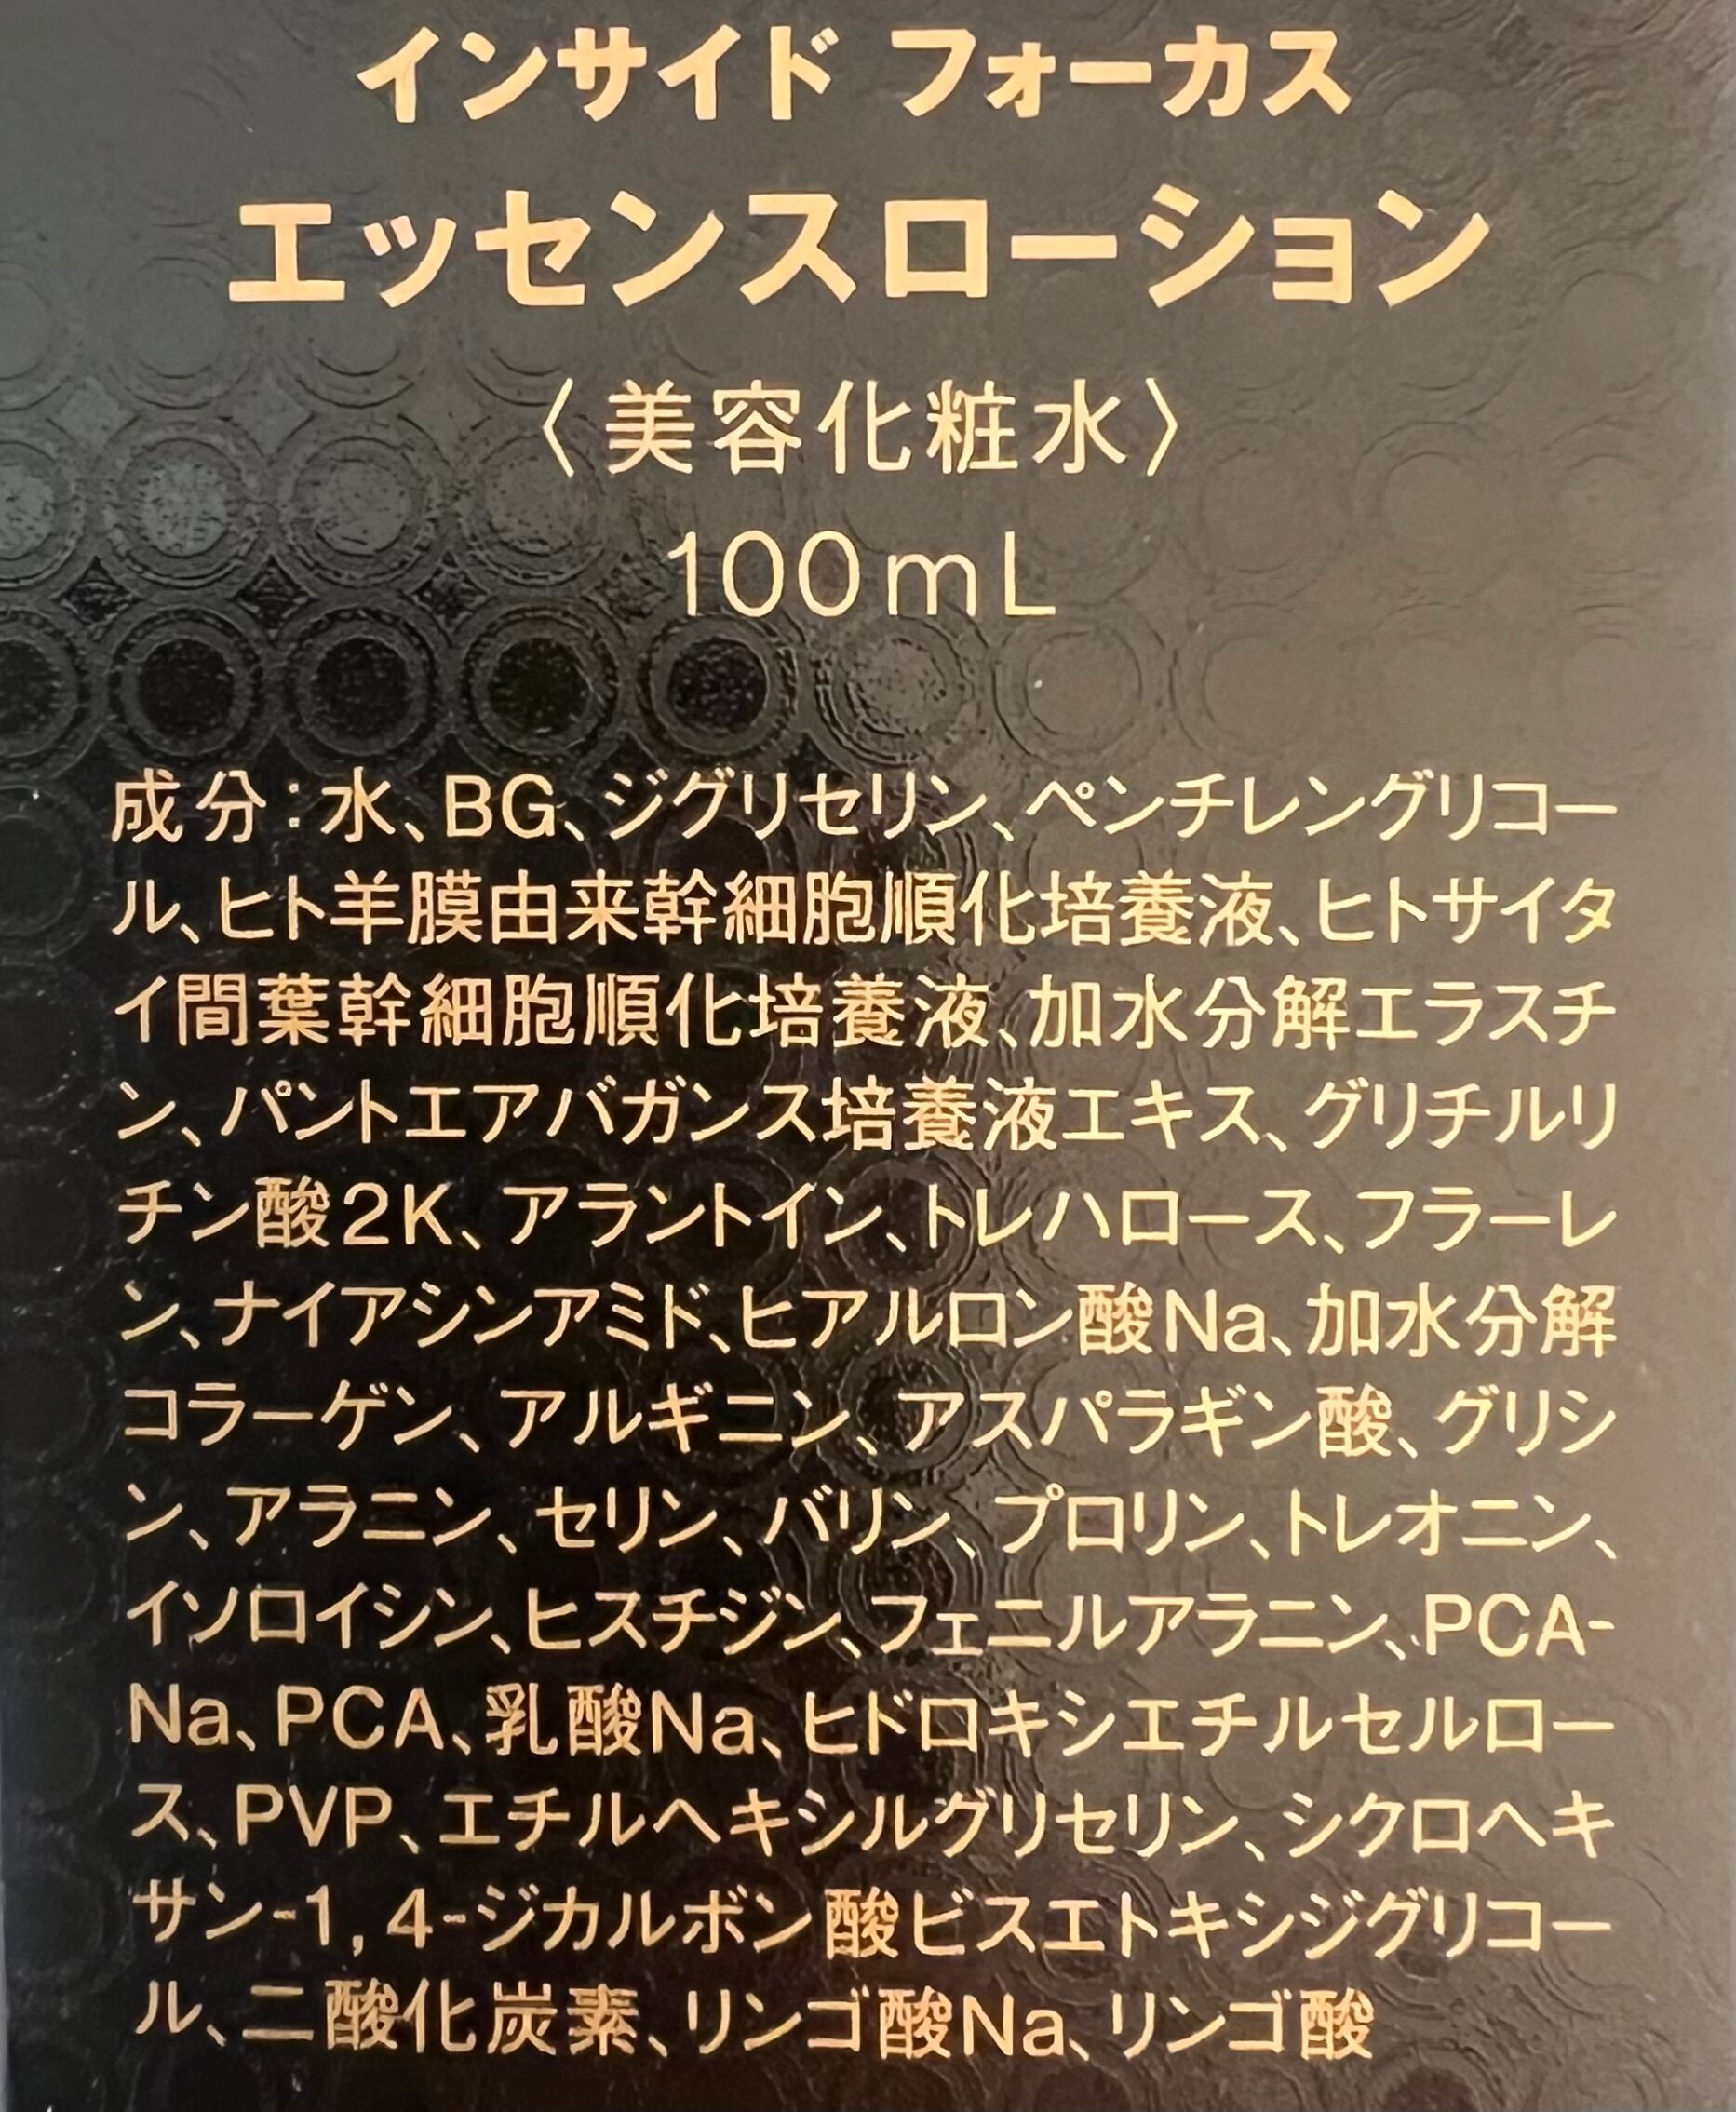 インサイド フォーカス
エッセンスローション
〈美容化粧水〉
100mL
成分：水、BG、ジグリセリン、ペンチレングリコー
ル、ヒト羊膜由来幹細胞順化培養液、ヒトサイタ
イ間葉幹細胞順化培養液、加水分解エラスチ
ン、パントエアバガンス培養液エキス、グリチルリ
チン酸2K、アラントイン、トレハロース、フラーレ
ン、ナイアシンアミド、ヒアルロン酸Na、加水分解
コラーゲン、アルギニン、アスパラギン酸、グリシ
ン、アラニン、セリン、バリン、プロリン、トレオニン、
イソロイシン、ヒスチジン、フェニルアラニン、PCA-
Na、PCA、乳酸Na、ヒドロキシエチルセルロー
ス、PVP、エチルヘキシルグリセリン、シクロヘキ
サン-1,4-ジカルボン酸ビスエトキシジグリコー
ル、二酸化炭素、リンゴ酸Na、リンゴ酸